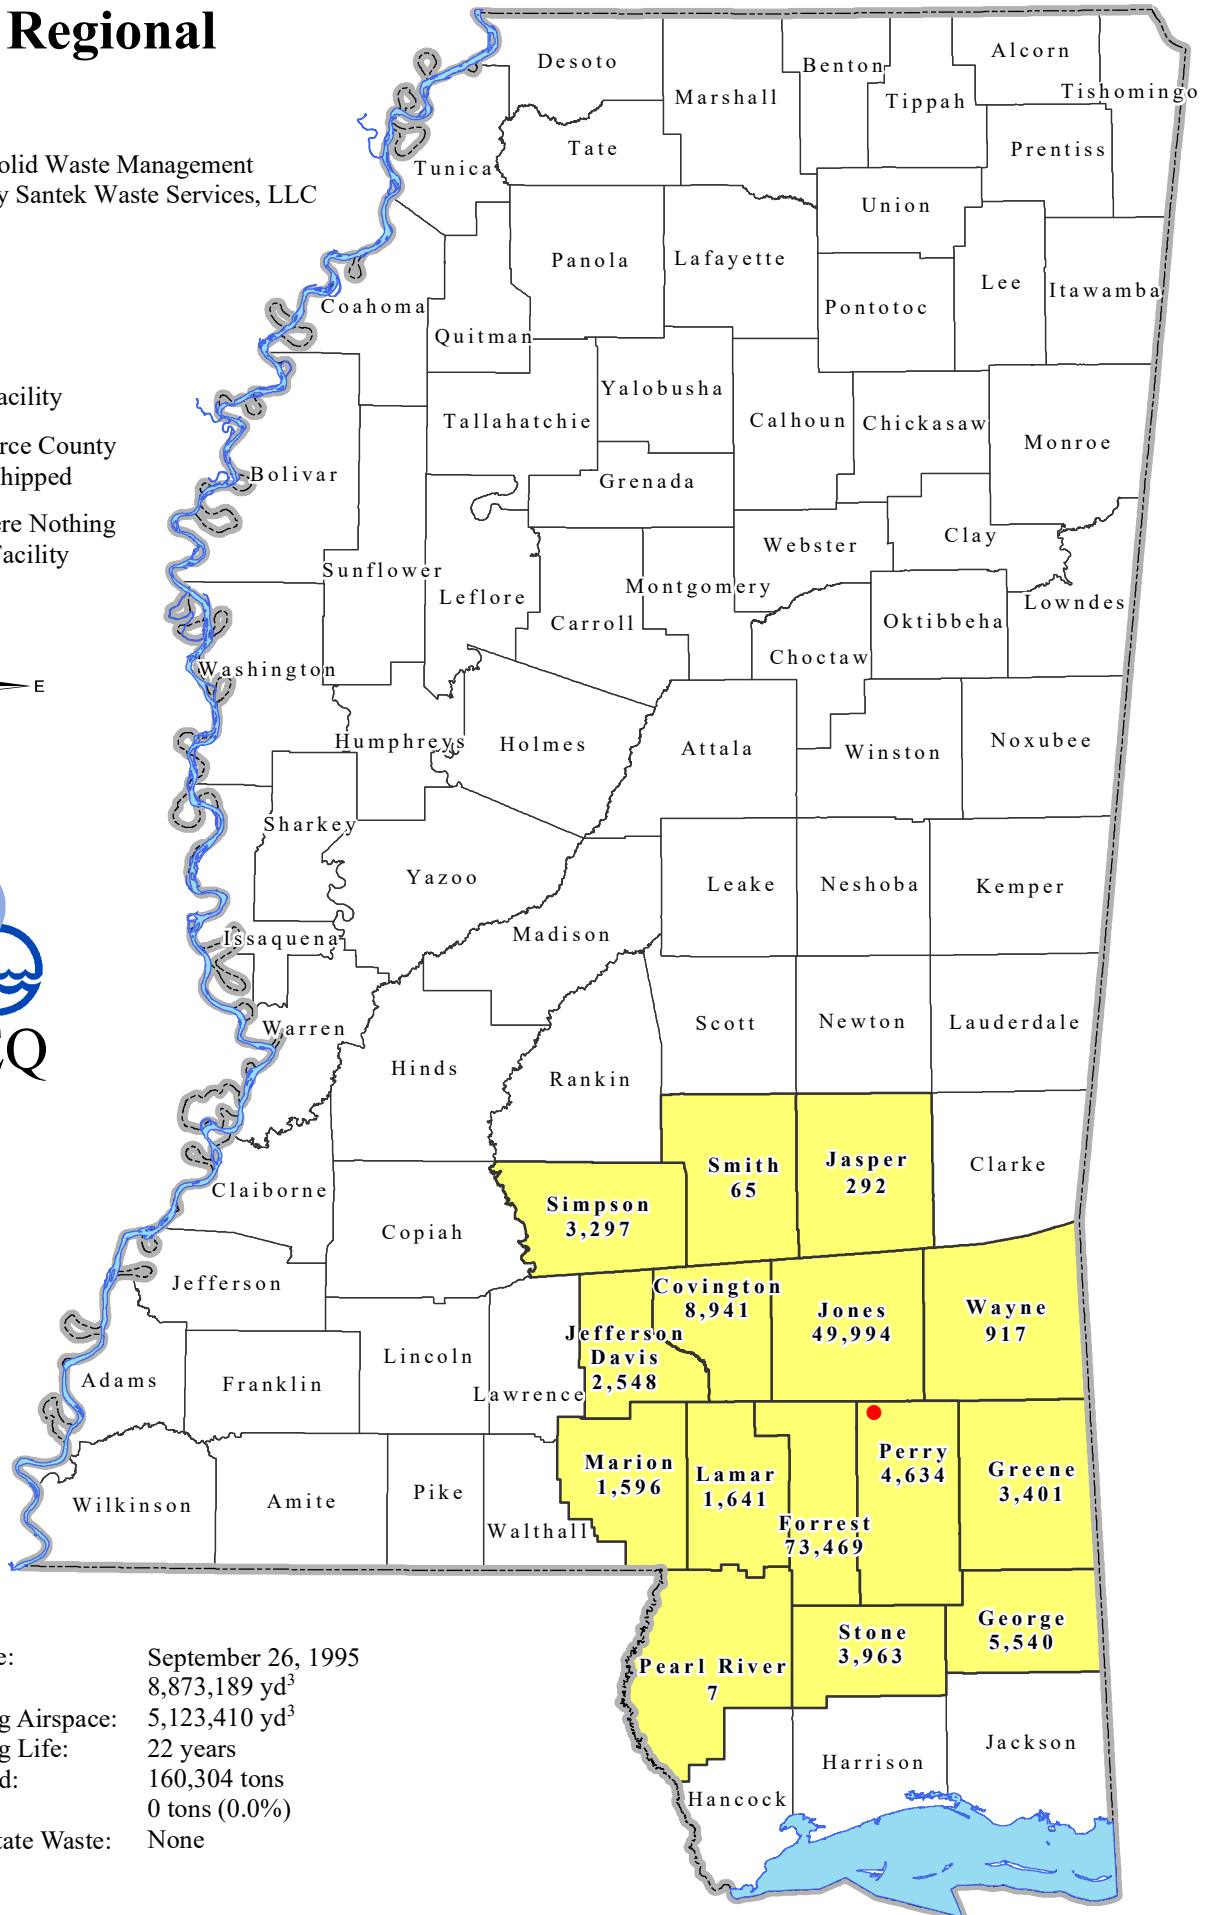 Regional
olid Waste Management
y Santek Waste Services, LLC
acility
rce County
hipped
ere Nothing
acility
E
CQ
Desoto
Marshall
Benton
Tippah
Alcorn
Tishomingo
Tunica
Tate
Prentiss
Union
Panola
Lafayette
Pontotoc
Lee
Itawamba
Coahoma
Quitman
Tallahatchie
Yalobusha
Calhoun
Chickasaw
Monroe
Bolivar
Grenada
Sunflower
Leflore
Carroll
Montgomery
Webster
Clay
Lowndes
Oktibbeha
Choctaw
Washington
Humphreys
Holmes
Attala
Winston
Noxubee
Sharkey
Yazoo
Leake
Neshoba
Kemper
Issaquena
Madison
Warren
Hinds
Rankin
Scott
Newton
Lauderdale
Claiborne
Copiah
Simpson
3,297
Smith
65
Jasper
292
Clarke
Jefferson
Lincoln
Lawrence
Jefferson
Davis
2,548
Covington
8,941
Jones
49,994
Wayne
917
Adams
Franklin
Wilkinson
Amite
Pike
Walthall
Marion
1,596
Lamar
1,641
Forrest
73,469
Perry
4,634
Greene
3,401
Pearl River
7
Stone
3,963
George
5,540
Hancock
Harrison
Jackson
e: September 26, 1995
8,873,189 yd³
g Airspace: 5,123,410 yd³
g Life: 22 years
d: 160,304 tons
0 tons (0.0%)
tate Waste: None